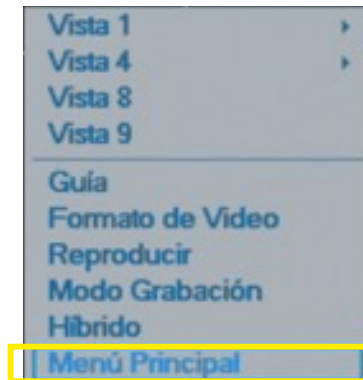 Vista 1
Vista 4
Vista 8
Vista 9
Guía
Formato de Video
Reproducir
Modo Grabación
Híbrido
Menú Principal